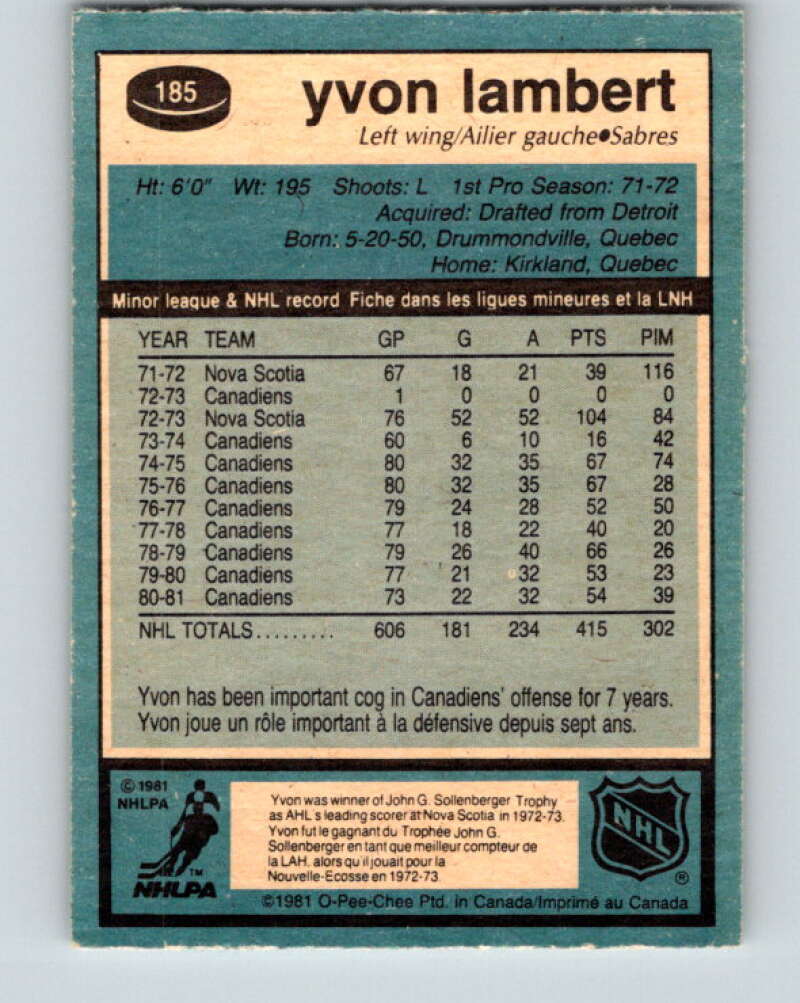 185
yvon lambert
Left wing/Ailier gauche●Sabres
Ht: 6'0" Wt: 195 Shoots: L 1st Pro Season: 71-72
Acquired: Drafted from Detroit
Born: 5-20-50, Drummondville, Quebec
Home: Kirkland, Quebec
Minor league & NHL record Fiche dans les ligues mineures et la LNH
YEAR TEAM GP G A PTS PIM
71-72 Nova Scotia 67 18 21 39 116
72-73 Canadiens 1 0 0 0 0
72-73 Nova Scotia 76 52 52 104 84
73-74 Canadiens 60 6 10 16 42
74-75 Canadiens 80 32 35 67 74
75-76 Canadiens 80 32 35 67 28
76-77 Canadiens 79 24 28 52 50
77-78 Canadiens 77 18 22 40 20
78-79 Canadiens 79 26 40 66 26
79-80 Canadiens 77 21 32 53 23
80-81 Canadiens 73 22 32 54 39
NHL TOTALS......... 606 181 234 415 302
Yvon has been important cog in Canadiens' offense for 7 years.
Yvon joue un rôle important à la défensive depuis sept ans.
© 1981
NHLPA
TM
NHLPA
Yvon was winner of John G. Sollenberger Trophy
as AHL's leading scorer at Nova Scotia in 1972-73.
Yvon fut le gagnant du Trophée John G.
Sollenberger en tant que meilleur compteur de
la LAH, alors qu'il jouait pour la
Nouvelle-Ecosse en 1972-73.
NHL
®
©1981 O-Pee-Chee Ptd. in Canada/Imprimé au Canada